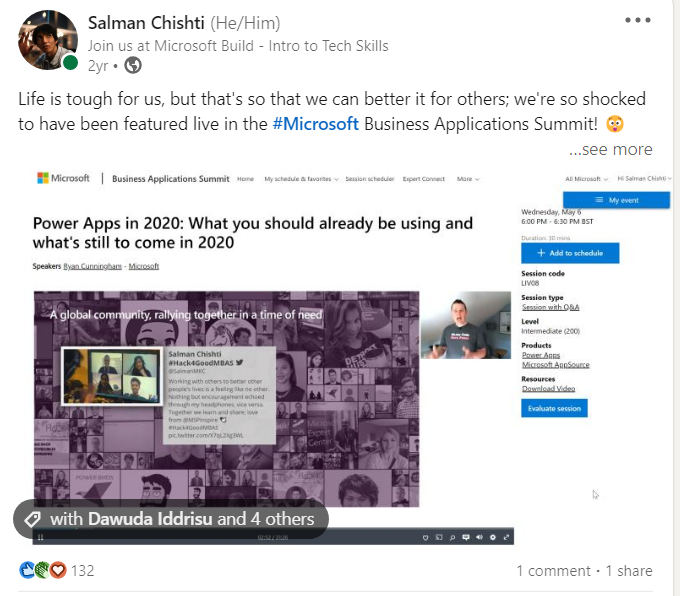 Salman Chishti (He/Him)
Join us at Microsoft Build - Intro to Tech Skills
2yr •
Life is tough for us, but that's so that we can better it for others; we're so shocked
to have been featured live in the #Microsoft Business Applications Summit!
...see more
Microsoft | Business Applications Summit Home My schedule & favorites Session scheduler Expert Connect More All Microsoft Hi Salman Chishti
My event
Power Apps in 2020: What you should already be using and
what's still to come in 2020
Speakers Ryan Cunningham - Microsoft
Wednesday, May 6
6:00 PM - 6:30 PM BST
Duration: 30 mins
+ Add to schedule
Session code
LIV08
Session type
Session with Q&A
Level
Intermediate (200)
Products
Power Apps
Microsoft AppSource
Resources
Download Video
Evaluate session
A global community, rallying together in a time of need
Salman Chishti
#Hack4GoodMBAS
@SalmanMKC
Working with others to better other
people's lives is a feeling like no other.
Nothing but encouragement echoed
through my headphones, vice versa.
Together we learn and share, love
from @MSPInspire
#Hack4GoodMBAS
with Dawuda Iddrisu and 4 others
132
1 comment • 1 share